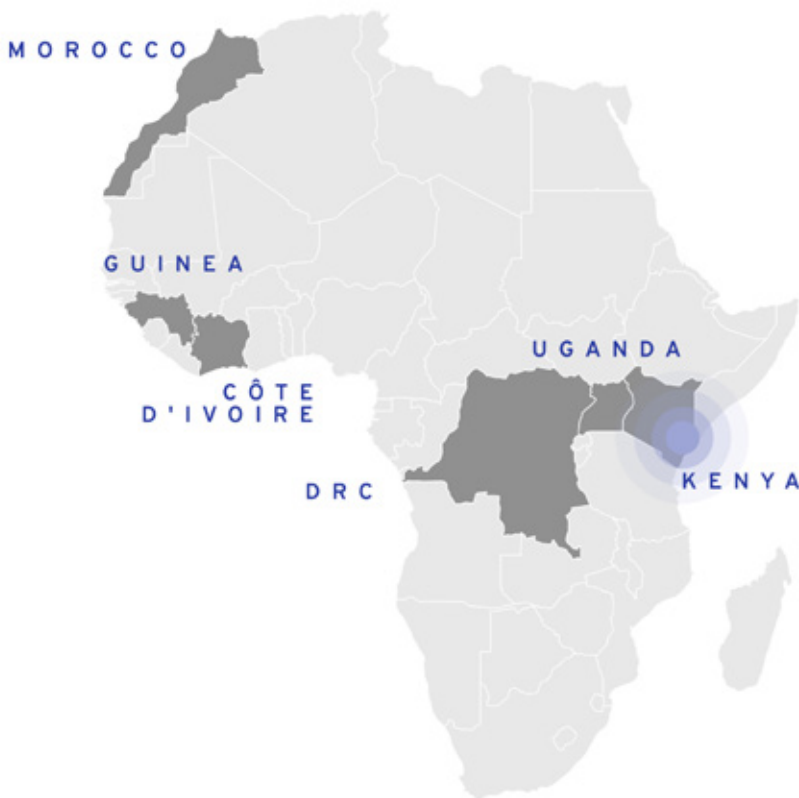 MOROCCO
GUINEA
UGANDA
CÔTE
D'IVOIRE
DRC
KENYA